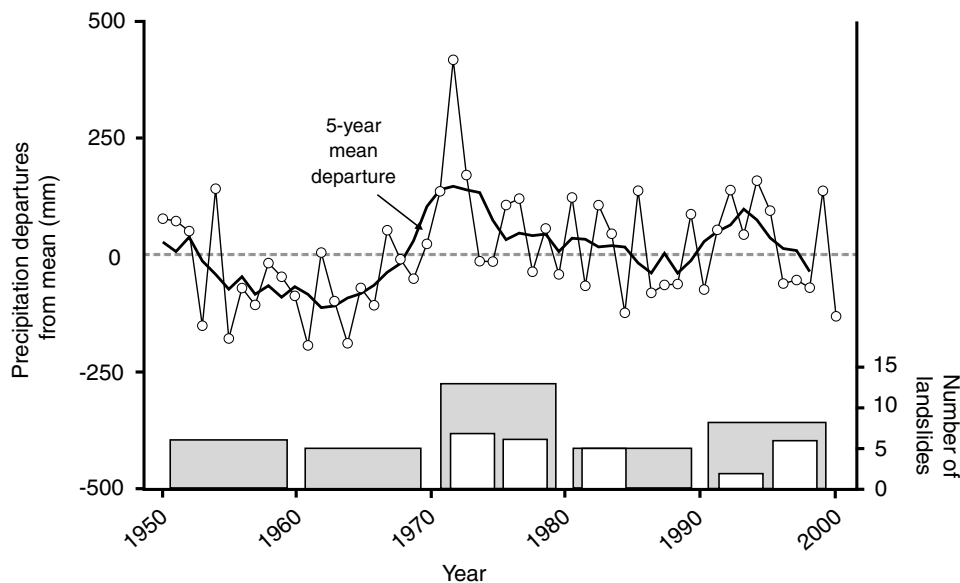 500
250
0
-250
-500
Precipitation departures
from mean (mm)
5-year
mean
departure
15
10
5
0
Number of
landslides
1950
1960
1970
1980
1990
2000
Year